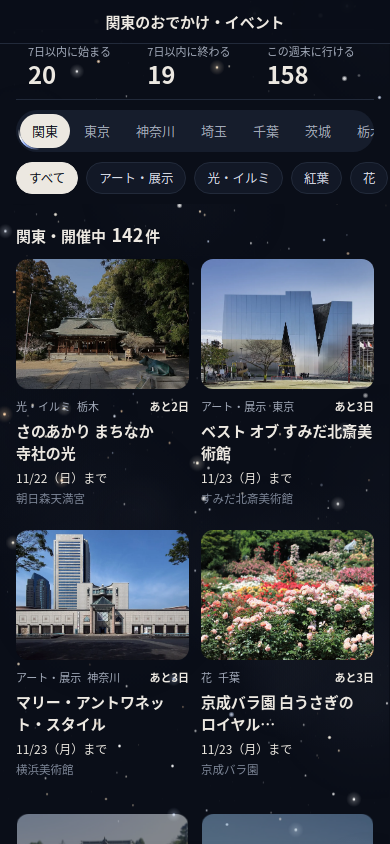 関東のおでかけ・イベント
7日以内に始まる 7日以内に終わる この週末に行ける
20 19 158
関東 東京 神奈川 埼玉 千葉 茨城
すべて アート・展示 光・イルミ 紅葉 花
関東・開催中 142件
光・イルミ 栃木 あと2日
さのあかり まちなか
寺社の光
11/22（日）まで
朝日森天満宮
アート・展示 東京 あと3日
ベスト オブ すみだ北斎美
術館
11/23（月）まで
すみだ北斎美術館
アート・展示 神奈川 あと3日
マリー・アントワネッ
ト・スタイル
11/23（月）まで
横浜美術館
花 千葉 あと3日
京成バラ園 白うさぎの
ロイヤル…
11/23（月）まで
京成バラ園